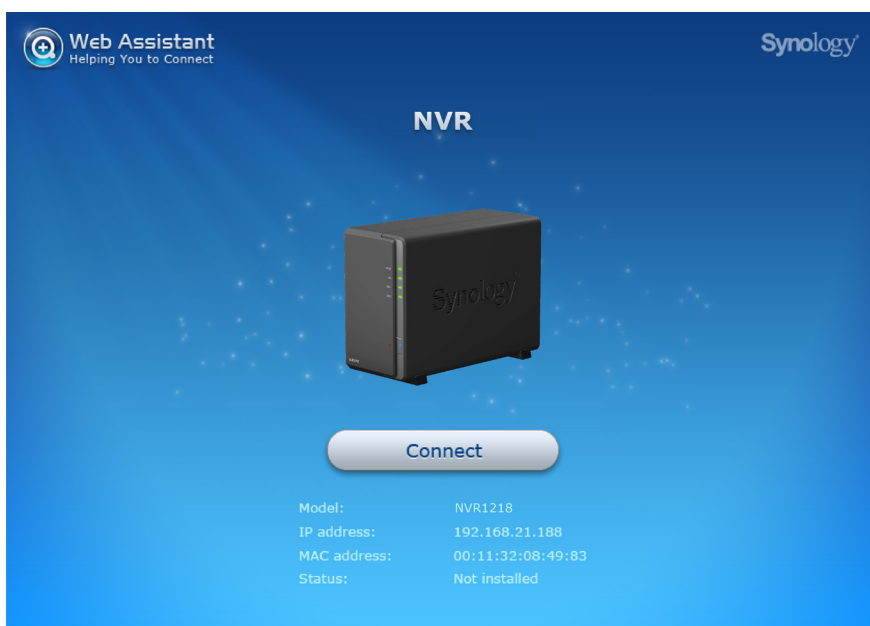 Web Assistant
Helping You to Connect
Synology
NVR
Synology
Connect
Model: NVR1218
IP address: 192.168.21.188
MAC address: 00:11:32:08:49:83
Status: Not installed